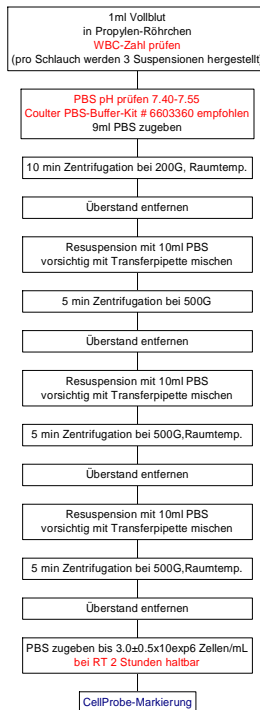 1ml Vollblut
in Propylen-Röhrchen
WBC-Zahl prüfen
(pro Schlauch werden 3 Suspensionen hergestellt)
PBS pH prüfen 7.40-7.55
Coulter PBS-Buffer-Kit # 6603360 empfohlen
9ml PBS zugeben
10 min Zentrifugation bei 200G, Raumtemp.
Überstand entfernen
Resuspension mit 10ml PBS
vorsichtig mit Transferpipette mischen
5 min Zentrifugation bei 500G
Überstand entfernen
Resuspension mit 10ml PBS
vorsichtig mit Transferpipette mischen
5 min Zentrifugation bei 500G,Raumtemp.
Überstand entfernen
Resuspension mit 10ml PBS
vorsichtig mit Transferpipette mischen
5 min Zentrifugation bei 500G,Raumtemp.
Überstand entfernen
PBS zugeben bis 3.0±0.5x10exp6 Zellen/mL
bei RT 2 Stunden haltbar
CellProbe-Markierung